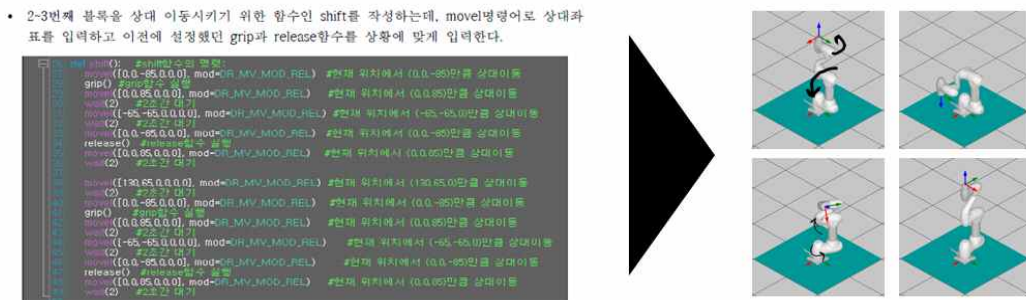 • 2~3번째 블록을 상대 이동시키기 위한 함수인 shift를 작성하는데, movel명령어로 상대좌
표를 입력하고 이전에 설정했던 grip과 release함수를 상황에 맞게 입력한다.
def shift(): #shift함수의 명령:
movel([0,0,-85,0,0,0], mod=DR_MV_MOD_REL) #현재 위치에서 (0,0,-85)만큼 상대이동
grip() #grip함수 실행
movel([0,0,85,0,0,0], mod=DR_MV_MOD_REL) #현재 위치에서 (0,0,85)만큼 상대이동
wait(2) #2초간 대기
movel([-65,-65,0,0,0,0], mod=DR_MV_MOD_REL) #현재 위치에서 (-65,-65,0)만큼 상대이동
wait(2) #2초간 대기
movel([0,0,-85,0,0,0], mod=DR_MV_MOD_REL) #현재 위치에서 (0,0,-85)만큼 상대이동
release() #release함수 실행
movel([0,0,85,0,0,0], mod=DR_MV_MOD_REL) #현재 위치에서 (0,0,85)만큼 상대이동
wait(2) #2초간 대기
movel([130,65,0,0,0,0], mod=DR_MV_MOD_REL) #현재 위치에서 (130,65,0)만큼 상대이동
wait(2) #2초간 대기
movel([0,0,-85,0,0,0], mod=DR_MV_MOD_REL) #현재 위치에서 (0,0,-85)만큼 상대이동
grip() #grip함수 실행
movel([0,0,85,0,0,0], mod=DR_MV_MOD_REL) #현재 위치에서 (0,0,85)만큼 상대이동
wait(2) #2초간 대기
movel([-65,-65,0,0,0,0], mod=DR_MV_MOD_REL) #현재 위치에서 (-65,-65,0)만큼 상대이동
wait(2) #2초간 대기
movel([0,0,-85,0,0,0], mod=DR_MV_MOD_REL) #현재 위치에서 (0,0,-85)만큼 상대이동
release() #release함수 실행
movel([0,0,85,0,0,0], mod=DR_MV_MOD_REL) #현재 위치에서 (0,0,85)만큼 상대이동
wait(2) #2초간 대기